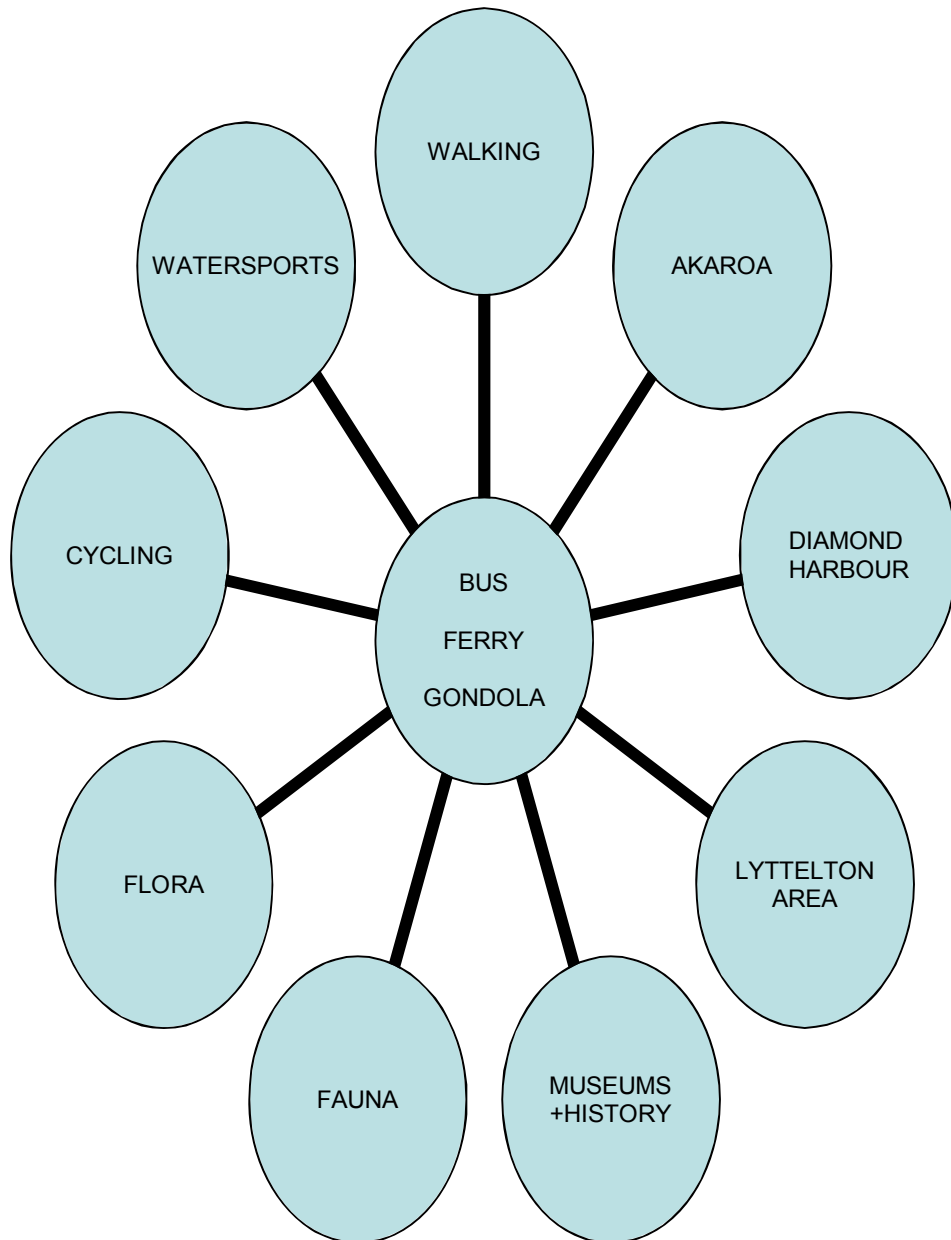 WALKING
WATERSPORTS
AKAROA
CYCLING
DIAMOND
HARBOUR
BUS
FERRY
GONDOLA
FLORA
LYTTELTON
AREA
FAUNA
MUSEUMS
+HISTORY